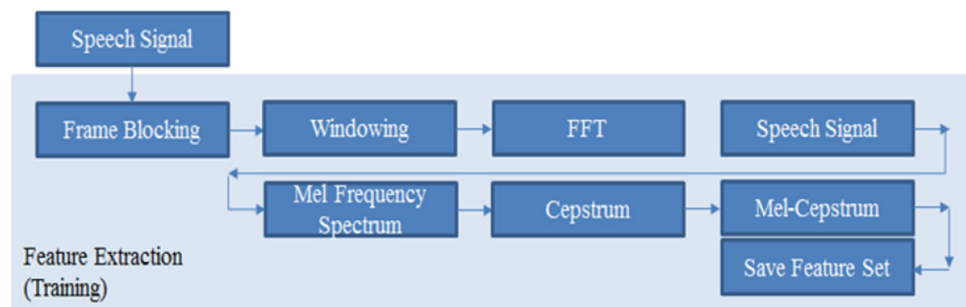 Speech Signal
Frame Blocking
Windowing
FFT
Speech Signal
Mel Frequency
Spectrum
Cepstrum
Mel-Cepstrum
Save Feature Set
Feature Extraction
(Training)